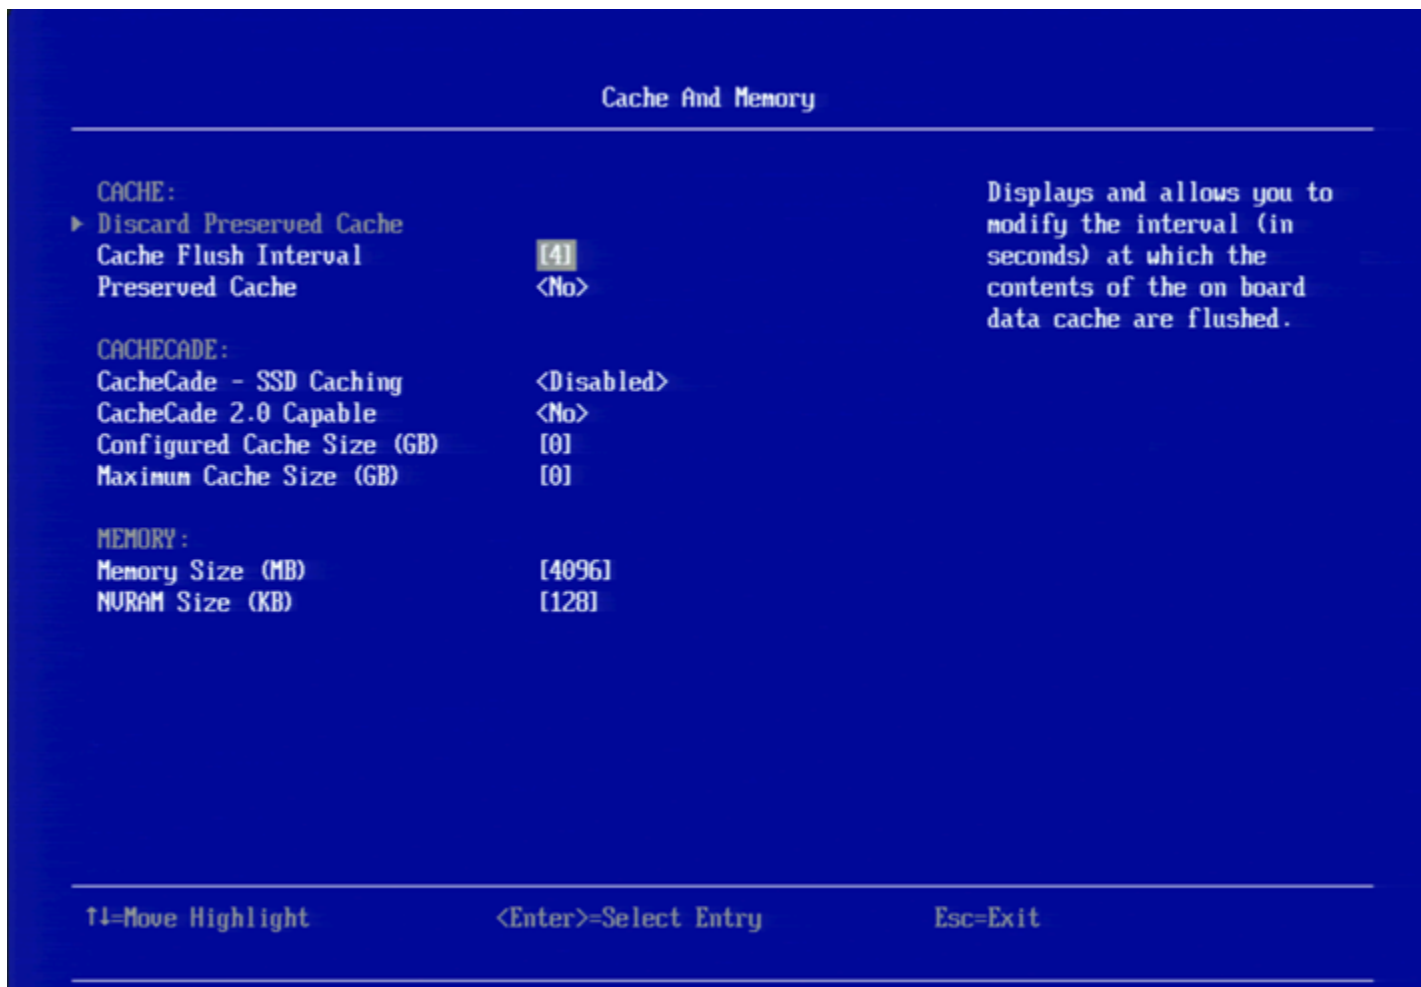 Cache And Memory
CACHE:
Discard Preserved Cache
Cache Flush Interval [4]
Preserved Cache <No>
CACHECADE:
CacheCade - SSD Caching <Disabled>
CacheCade 2.0 Capable <No>
Configured Cache Size (GB) [0]
Maximum Cache Size (GB) [0]
MEMORY:
Memory Size (MB) [4096]
NVRAM Size (KB) [128]
Displays and allows you to
modify the interval (in
seconds) at which the
contents of the on board
data cache are flushed.
↑↓=Move Highlight <Enter>=Select Entry Esc=Exit